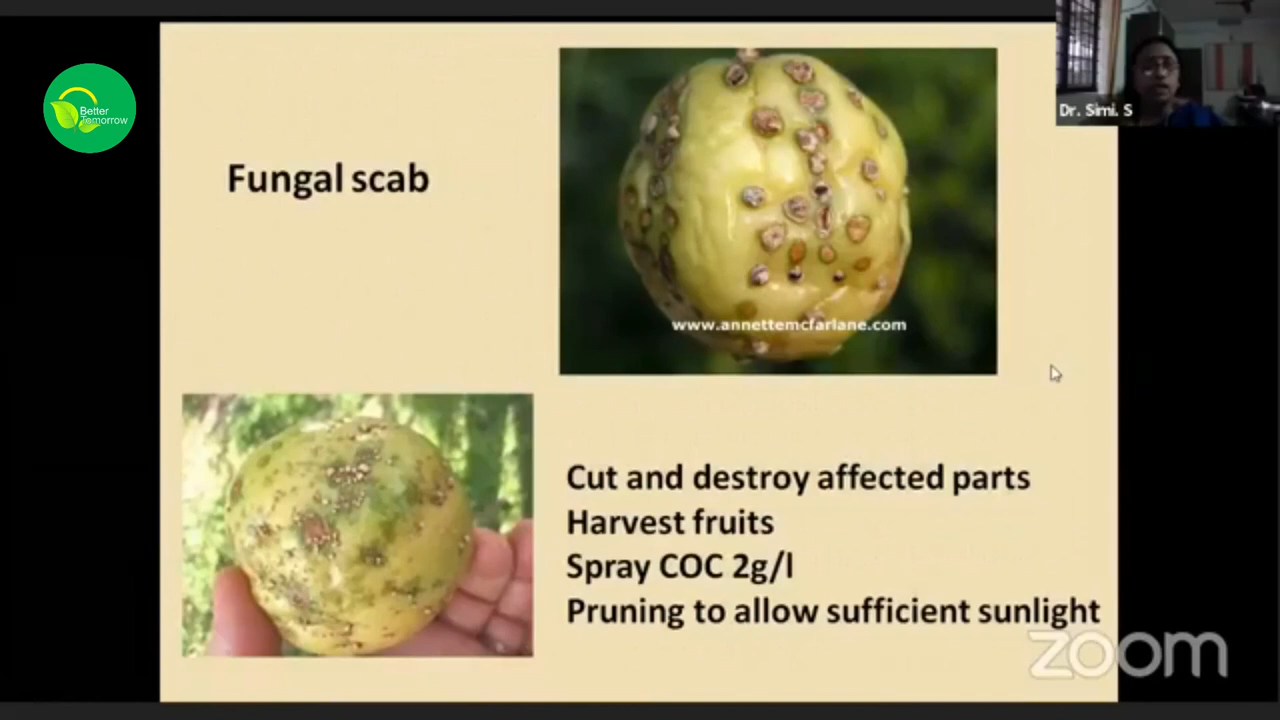 Better
Tomorrow
Dr. Simi. S
Fungal scab
www.annettemcfarlane.com
Cut and destroy affected parts
Harvest fruits
Spray COC 2g/l
Pruning to allow sufficient sunlight
zoom